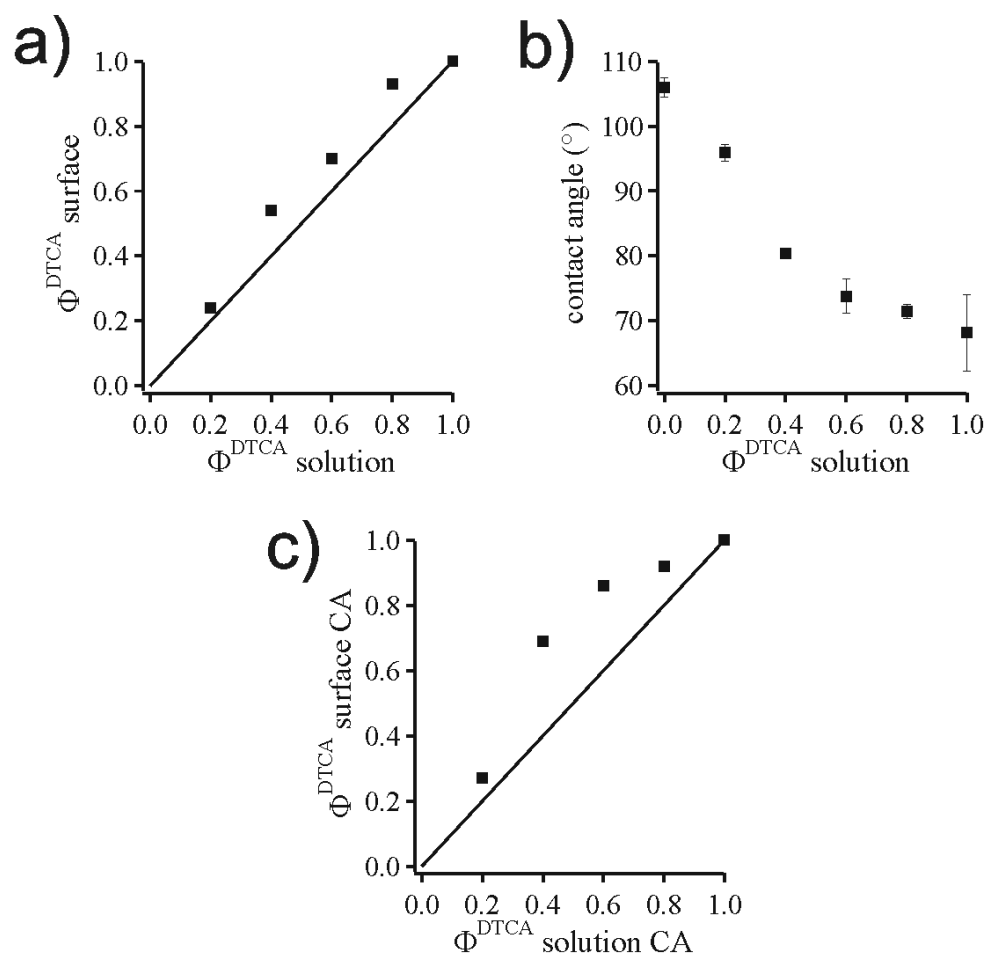 a)
1.0
0.8
0.6
0.4
0.2
0.0
Φ^DTCA surface
0.0 0.2 0.4 0.6 0.8 1.0
Φ^DTCA solution
b)
110
100
90
80
70
60
contact angle (°)
0.0 0.2 0.4 0.6 0.8 1.0
Φ^DTCA solution
c)
1.0
0.8
0.6
0.4
0.2
0.0
Φ^DTCA surface CA
0.0 0.2 0.4 0.6 0.8 1.0
Φ^DTCA solution CA